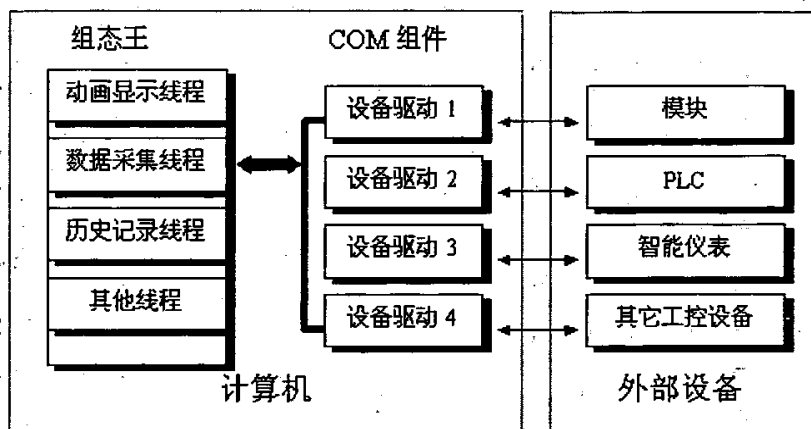 组态王
COM 组件
动画显示线程
数据采集线程
历史记录线程
其他线程
设备驱动 1
设备驱动 2
设备驱动 3
设备驱动 4
计算机
模块
PLC
智能仪表
其它工控设备
外部设备